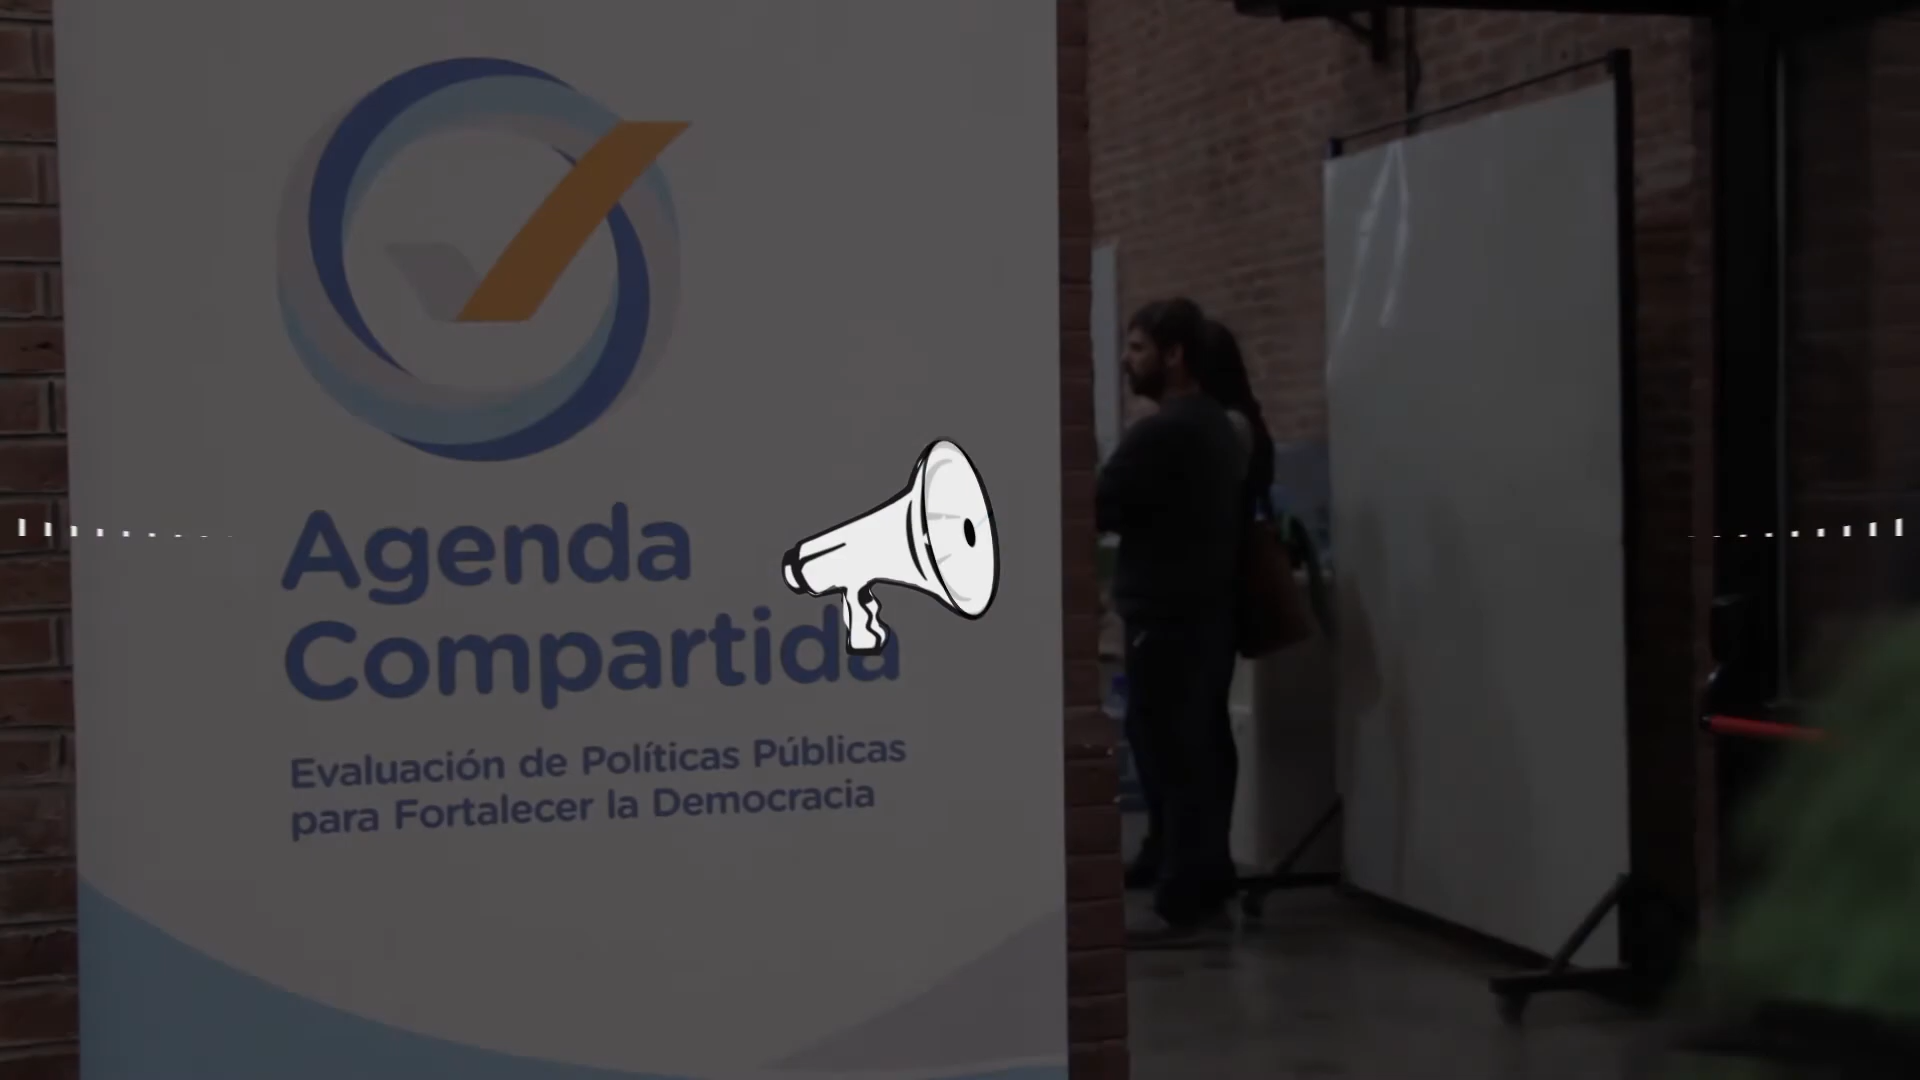 Agenda
Compartida
Evaluación de Políticas Públicas
para Fortalecer la Democracia